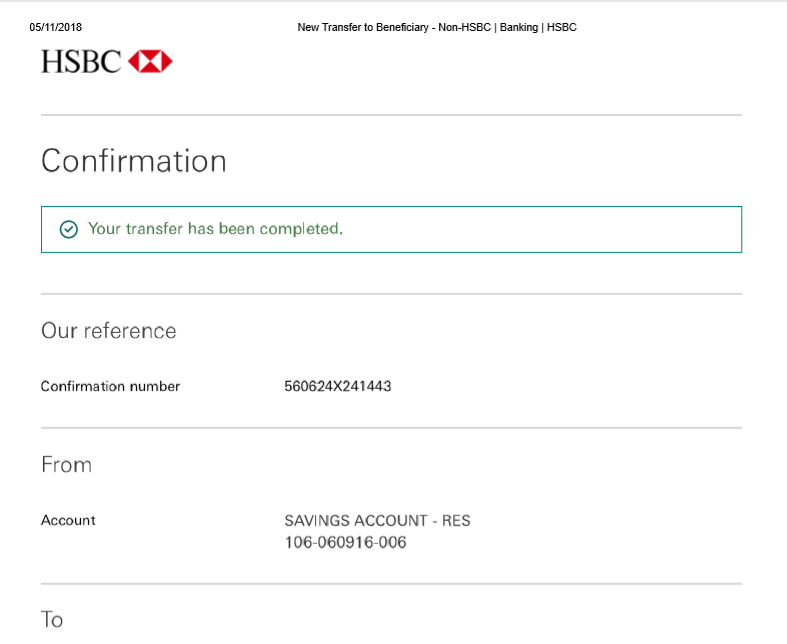 05/11/2018 New Transfer to Beneficiary - Non-HSBC | Banking | HSBC
HSBC
Confirmation
Your transfer has been completed.
Our reference
Confirmation number 560624X241443
From
Account SAVINGS ACCOUNT - RES
106-060916-006
To